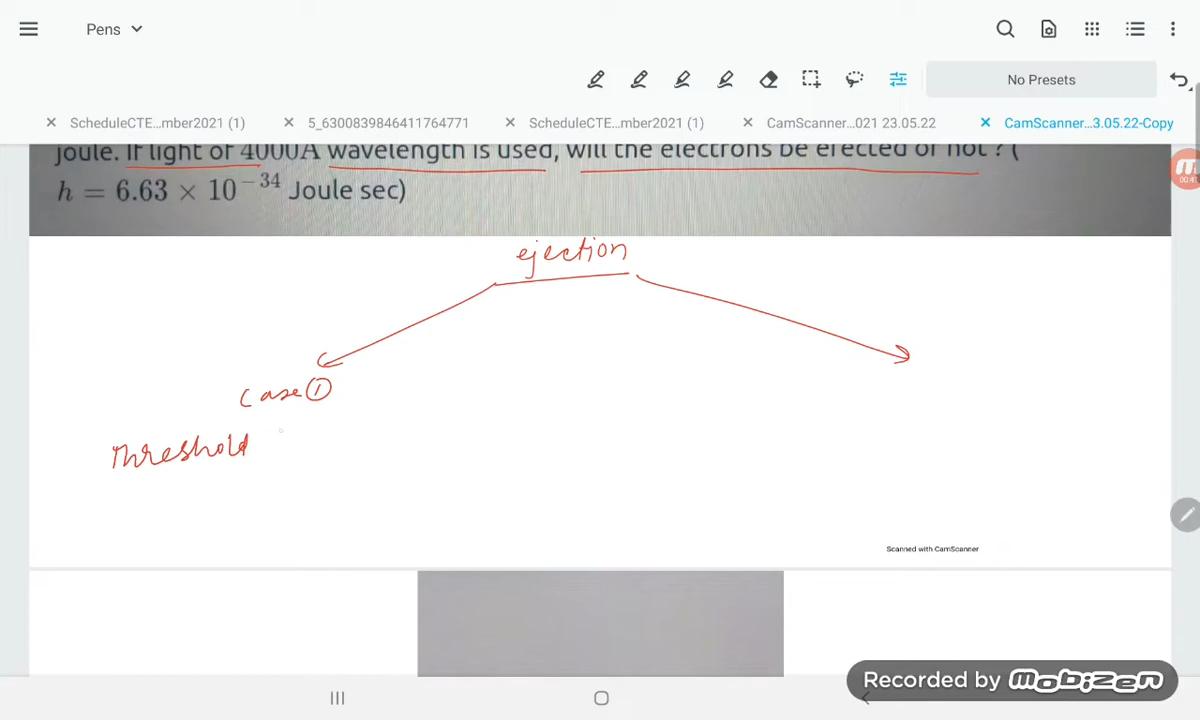 Pens
No Presets
ScheduleCTE...mber2021 (1)
5_6300839846411764771
ScheduleCTE...mber2021 (1)
CamScanner...021 23.05.22
CamScanner...3.05.22-Copy
joule. If light of 4000A wavelength is used, will the electrons be erected or not ? (
h = 6.63 × 10⁻³⁴ Joule sec)
ejection
Case ①
Threshold
Scanned with CamScanner
Recorded by mobizen